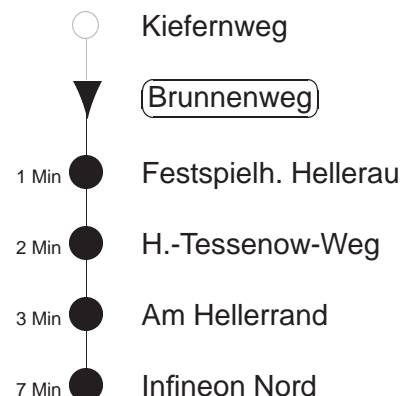 Kiefernweg
Brunnenweg
1 Min Festspielh. Hellerau
2 Min H.-Tessenow-Weg
3 Min Am Hellerrand
7 Min Infineon Nord